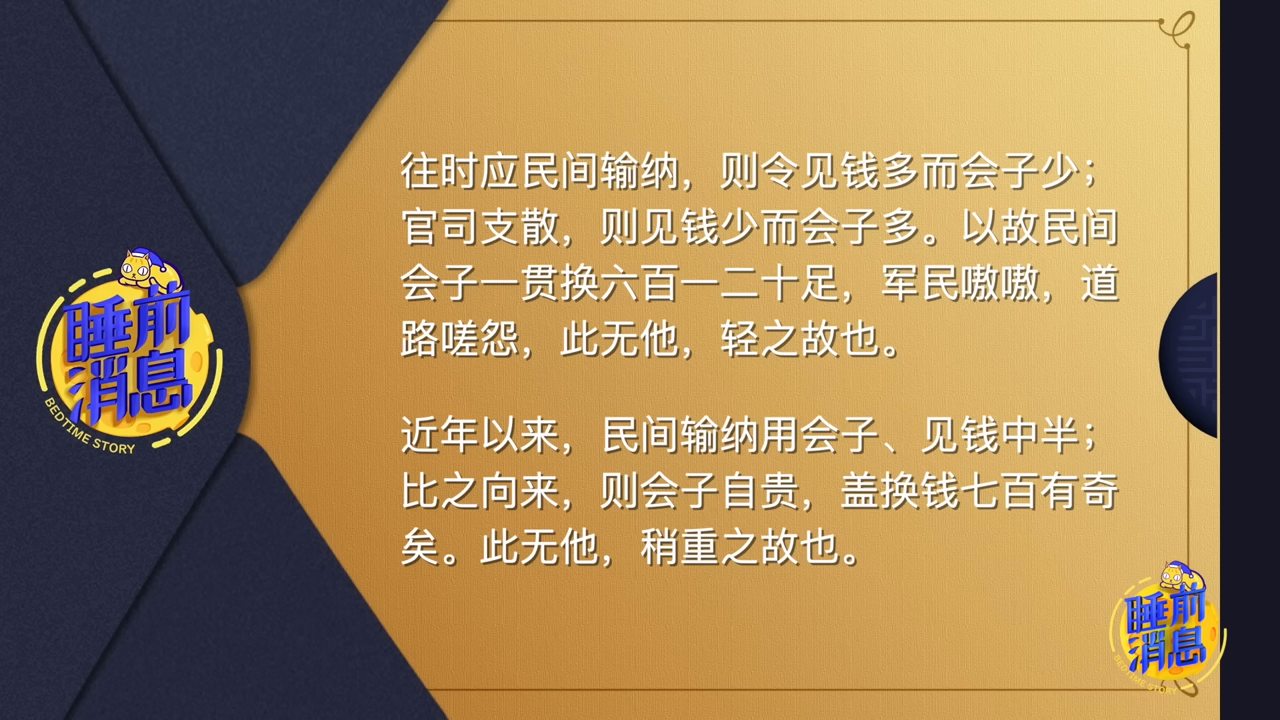 往时应民间输纳，则令见钱多而会子少；
官司支散，则见钱少而会子多。以故民间
会子一贯换六百一二十足，军民嗷嗷，道
路嗟怨，此无他，轻之故也。
近年以来，民间输纳用会子、见钱中半；
比之向来，则会子自贵，盖换钱七百有奇
矣。此无他，稍重之故也。
睡前
消息
BEDTIME STORY
睡前
消息
BEDTIME STORY